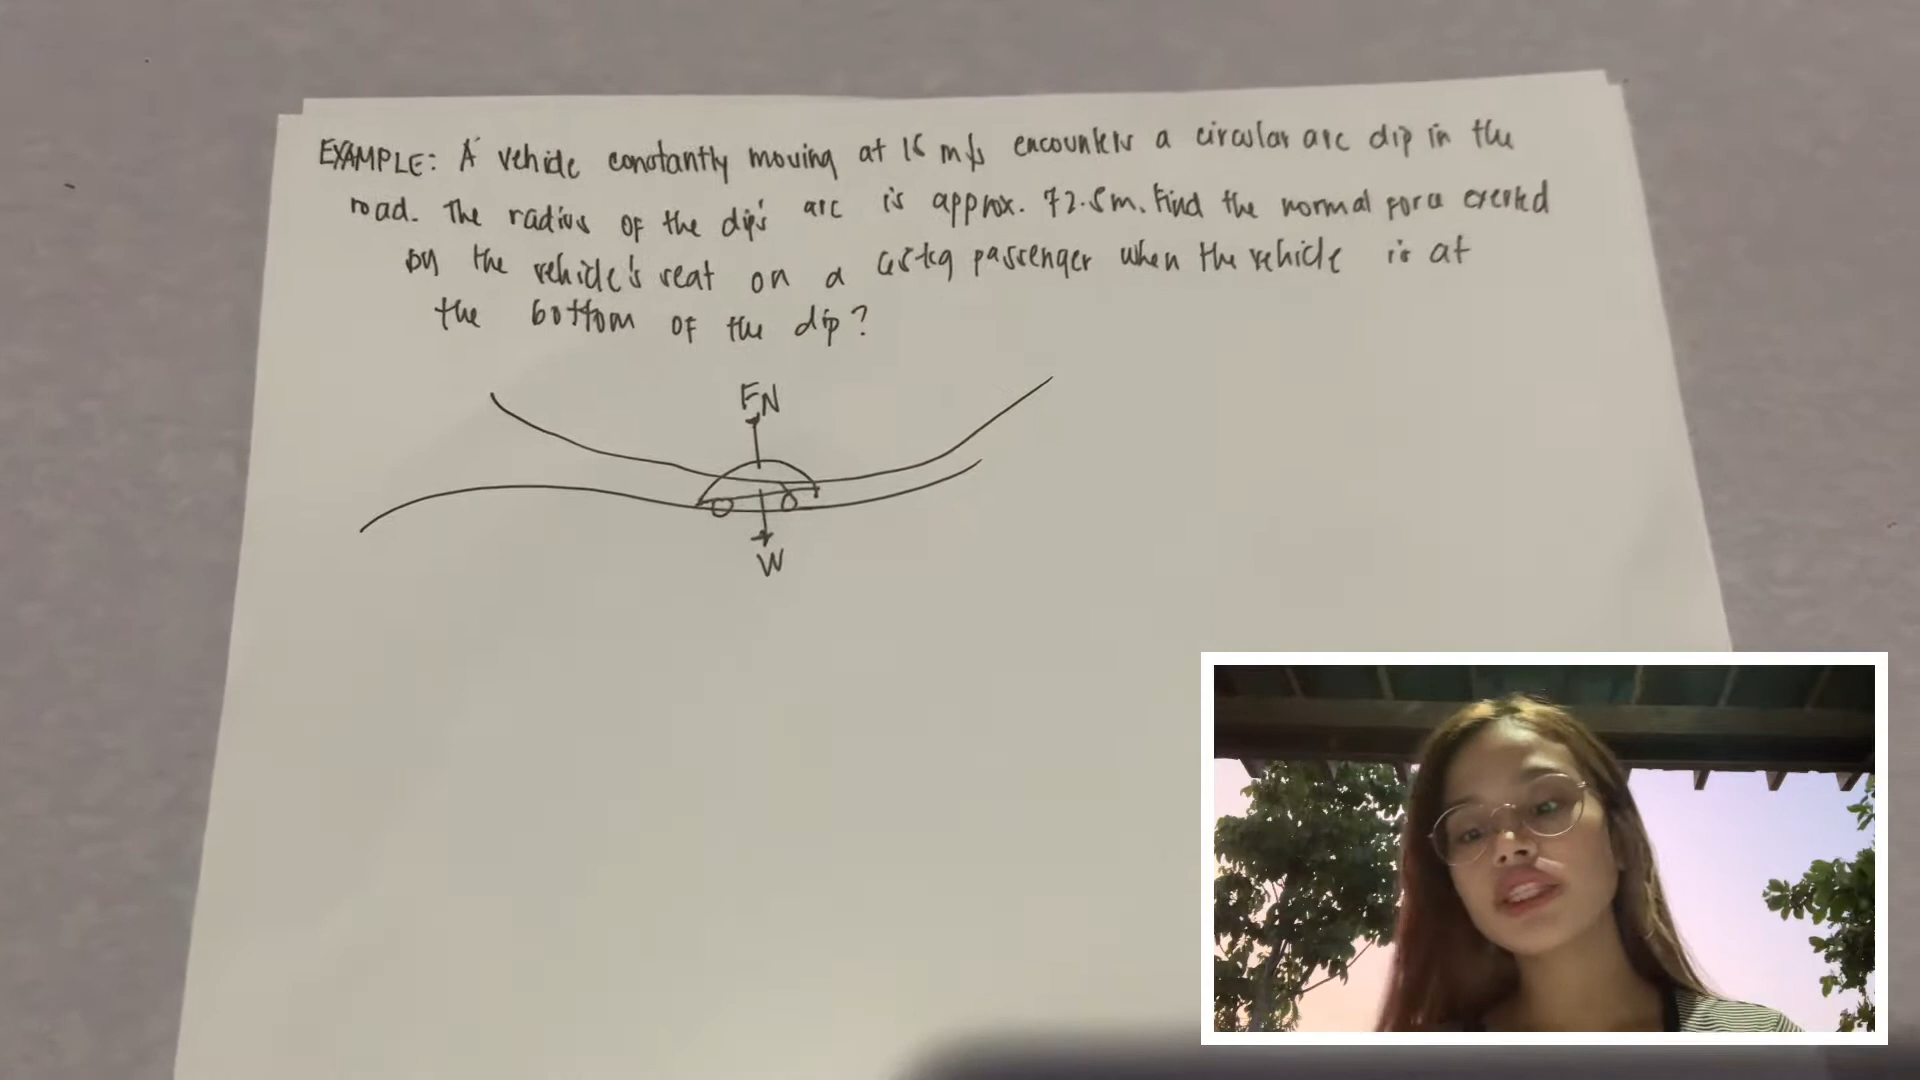 EXAMPLE: A vehicle constantly moving at 15 m/s encounters a circular arc dip in the
road. The radius of the dip's arc is approx. 72.5m. Find the normal force exerted
by the vehicle's seat on a 65kg passenger when the vehicle is at
the bottom of the dip?
FN
W